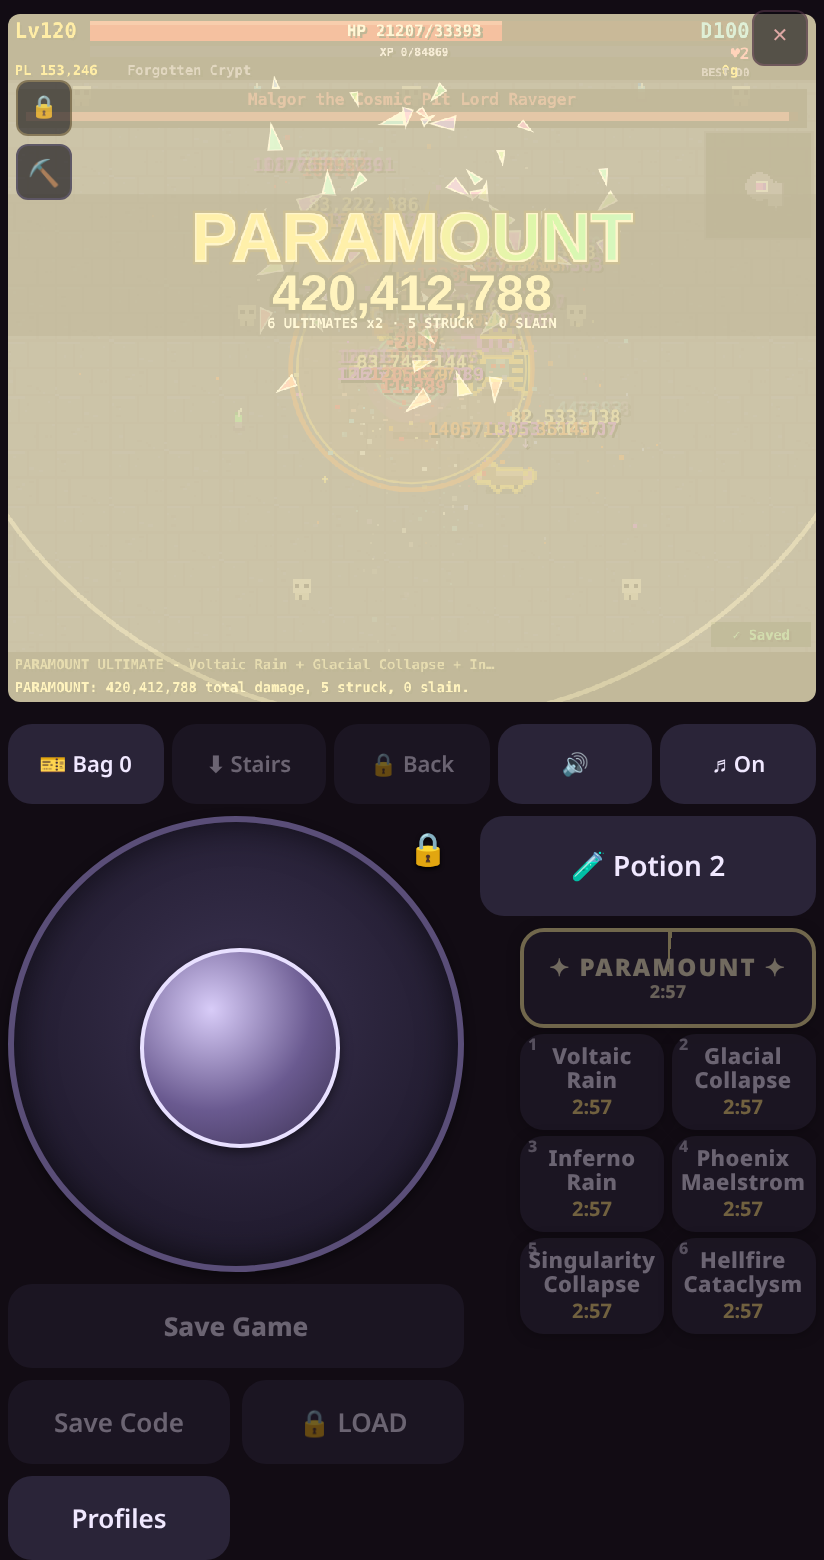 Lv120
HP 21207/33393
D100
×
XP 0/84869
♥2
PL 153,246
Forgotten Crypt
Malgor the Cosmic Pit Lord Ravager
83,222,386
PARAMOUNT
420,412,788
6 ULTIMATES x2 · 5 STRUCK · 0 SLAIN
83,742,144
82,533,138
✓ Saved
PARAMOUNT ULTIMATE - Voltaic Rain + Glacial Collapse + In…
PARAMOUNT: 420,412,788 total damage, 5 struck, 0 slain.
🎫 Bag 0
⬇ Stairs
🔒 Back
🔊
♬ On
🔒
🧪 Potion 2
✦ PARAMOUNT ✦
2:57
1
Voltaic
Rain
2:57
2
Glacial
Collapse
2:57
3
Inferno
Rain
2:57
4
Phoenix
Maelstrom
2:57
5
Singularity
Collapse
2:57
6
Hellfire
Cataclysm
2:57
Save Game
Save Code
🔒 LOAD
Profiles